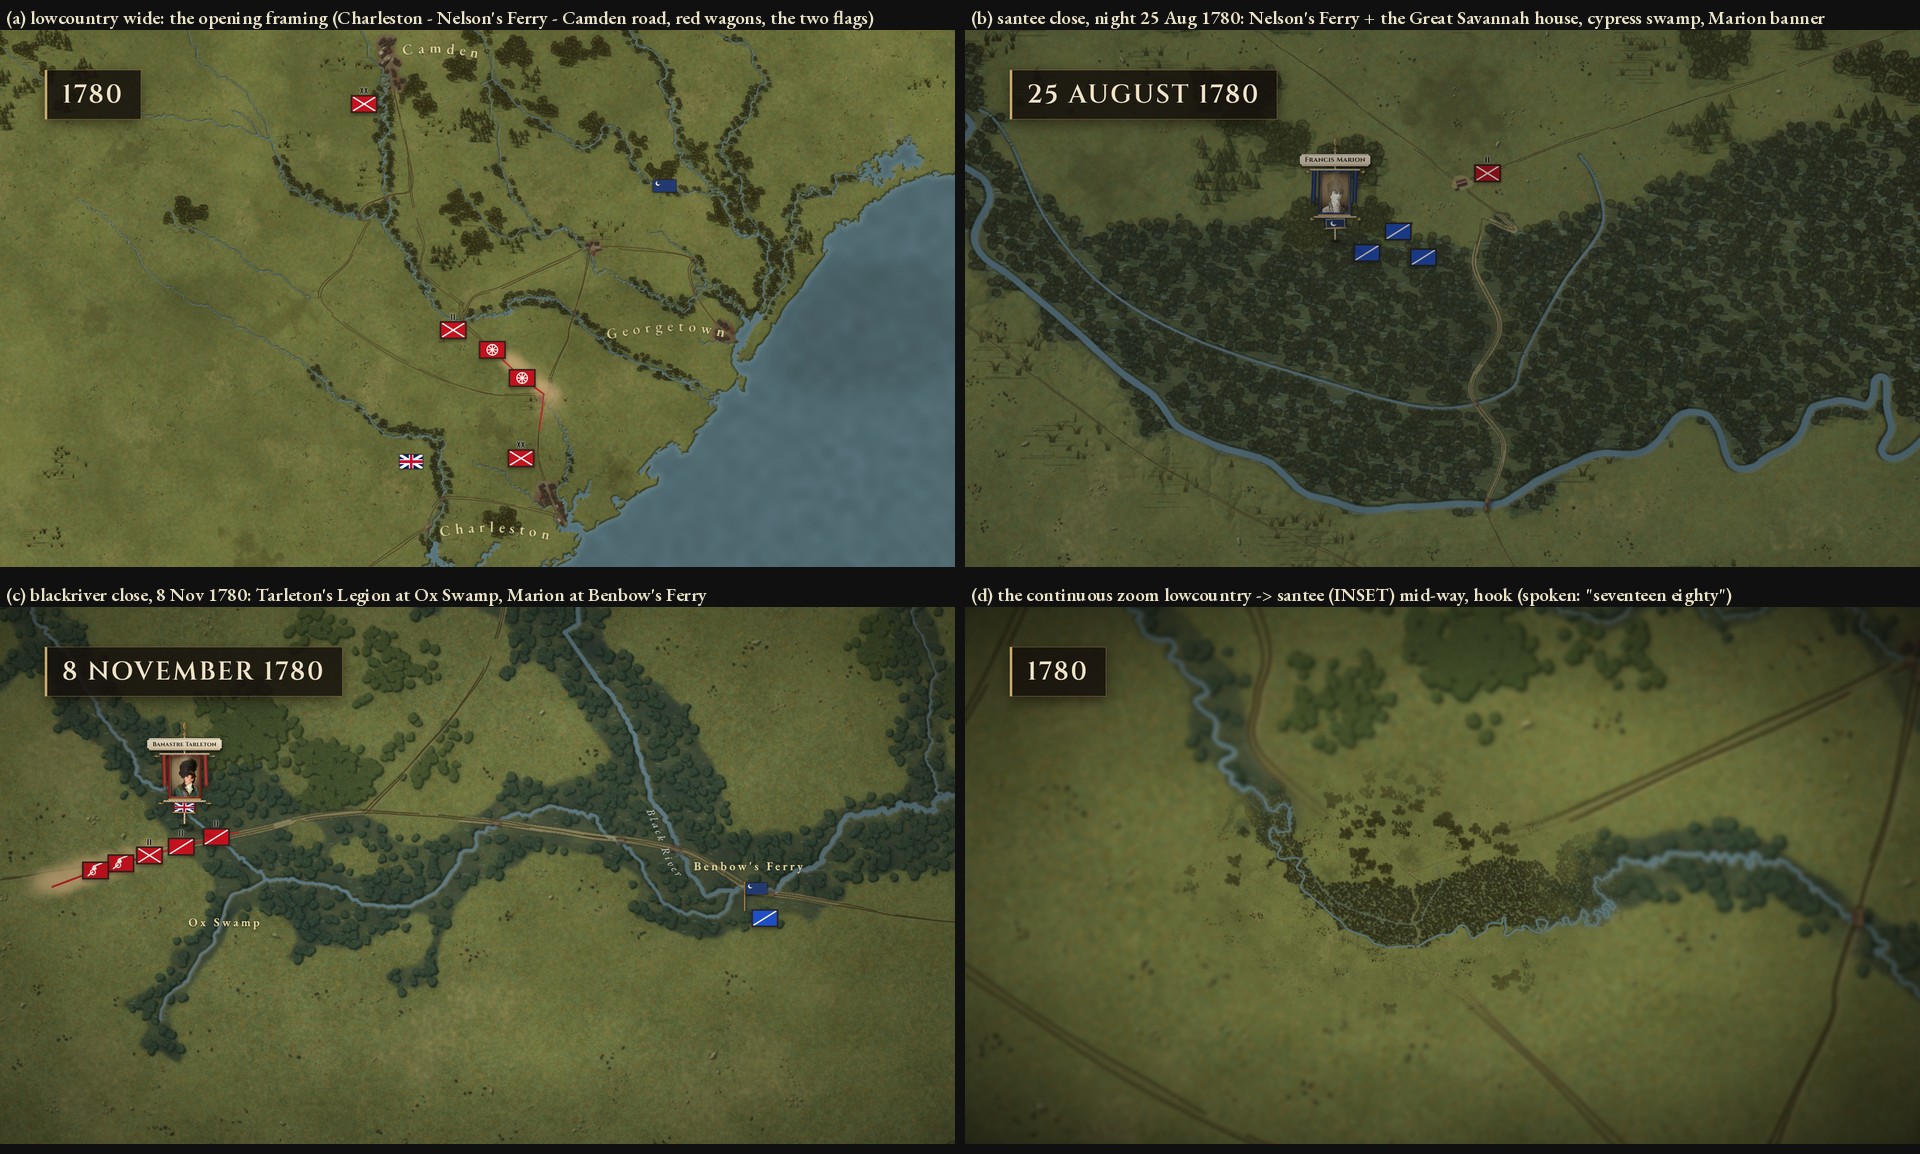 (a) lowcountry wide: the opening framing (Charleston - Nelson's Ferry - Camden road, red wagons, the two flags)
Camden
1780
Georgetown
Charleston
(b) santee close, night 25 Aug 1780: Nelson's Ferry + the Great Savannah house, cypress swamp, Marion banner
25 AUGUST 1780
FRANCIS MARION
(c) blackriver close, 8 Nov 1780: Tarleton's Legion at Ox Swamp, Marion at Benbow's Ferry
8 NOVEMBER 1780
BANASTRE TARLETON
Black River
Benbow's Ferry
Ox Swamp
(d) the continuous zoom lowcountry -> santee (INSET) mid-way, hook (spoken: "seventeen eighty")
1780